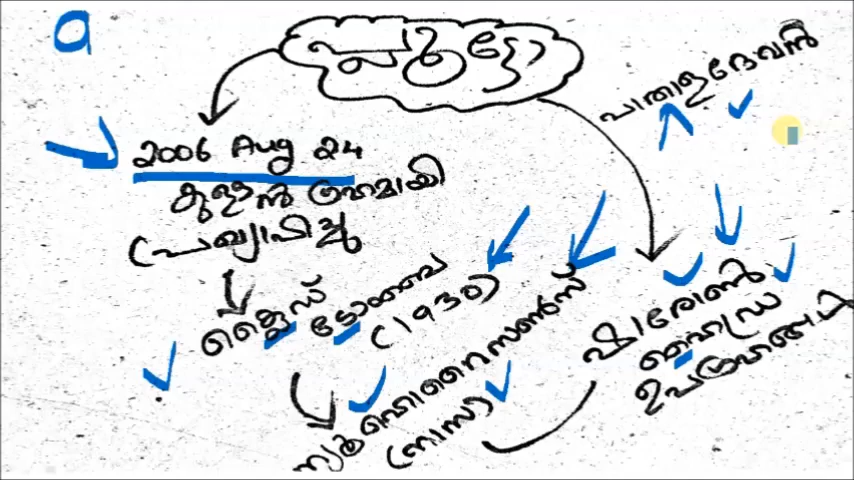 a
പ്ലൂട്ടോ
പാതാളദേവൻ
2006 Aug 24
കുള്ളൻ ഗ്രഹമായി
പ്രഖ്യാപിച്ചു
ക്ലൈഡ് ടോംബെ
(1930)
ന്യൂഹൊറൈസൺസ്
(നാസ)
ഷാരോൺ
ഹൈഡ്ര
ഉപഗ്രഹങ്ങൾ